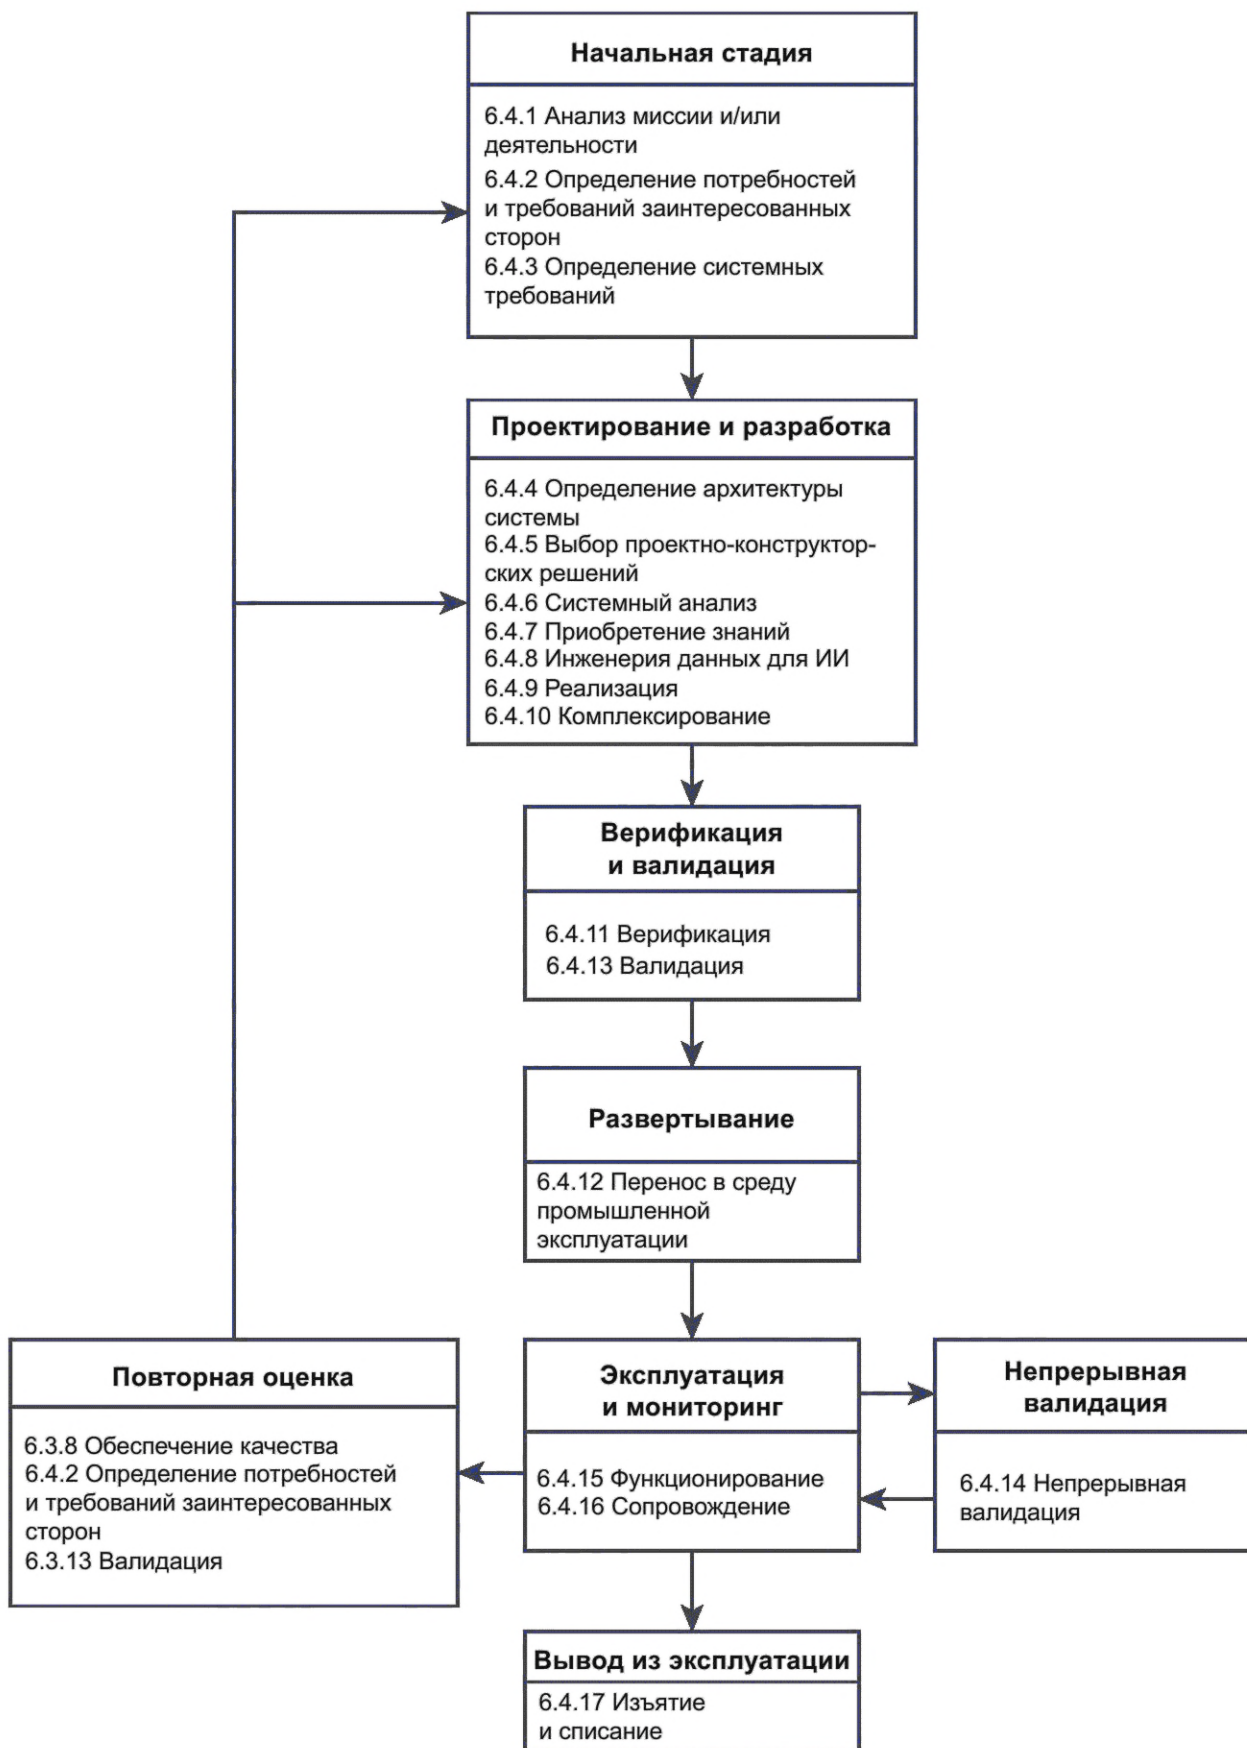 Начальная стадия
6.4.1 Анализ миссии и/или
деятельности
6.4.2 Определение потребностей
и требований заинтересованных
сторон
6.4.3 Определение системных
требований
Проектирование и разработка
6.4.4 Определение архитектуры
системы
6.4.5 Выбор проектно-конструктор-
ских решений
6.4.6 Системный анализ
6.4.7 Приобретение знаний
6.4.8 Инженерия данных для ИИ
6.4.9 Реализация
6.4.10 Комплексирование
Верификация
и валидация
6.4.11 Верификация
6.4.13 Валидация
Развертывание
6.4.12 Перенос в среду
промышленной
эксплуатации
Повторная оценка
6.3.8 Обеспечение качества
6.4.2 Определение потребностей
и требований заинтересованных
сторон
6.3.13 Валидация
Эксплуатация
и мониторинг
6.4.15 Функционирование
6.4.16 Сопровождение
Непрерывная
валидация
6.4.14 Непрерывная
валидация
Вывод из эксплуатации
6.4.17 Изъятие
и списание